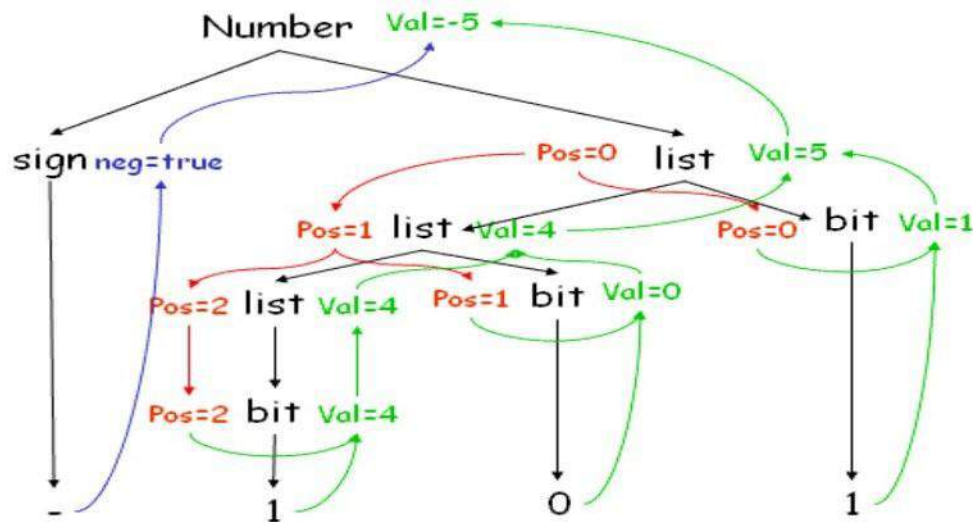 Number Val=-5
sign neg=true Pos=0 list Val=5
Pos=1 list Val=4 Pos=0 bit Val=1
Pos=2 list Val=4 Pos=1 bit Val=0
Pos=2 bit Val=4
- 1 0 1